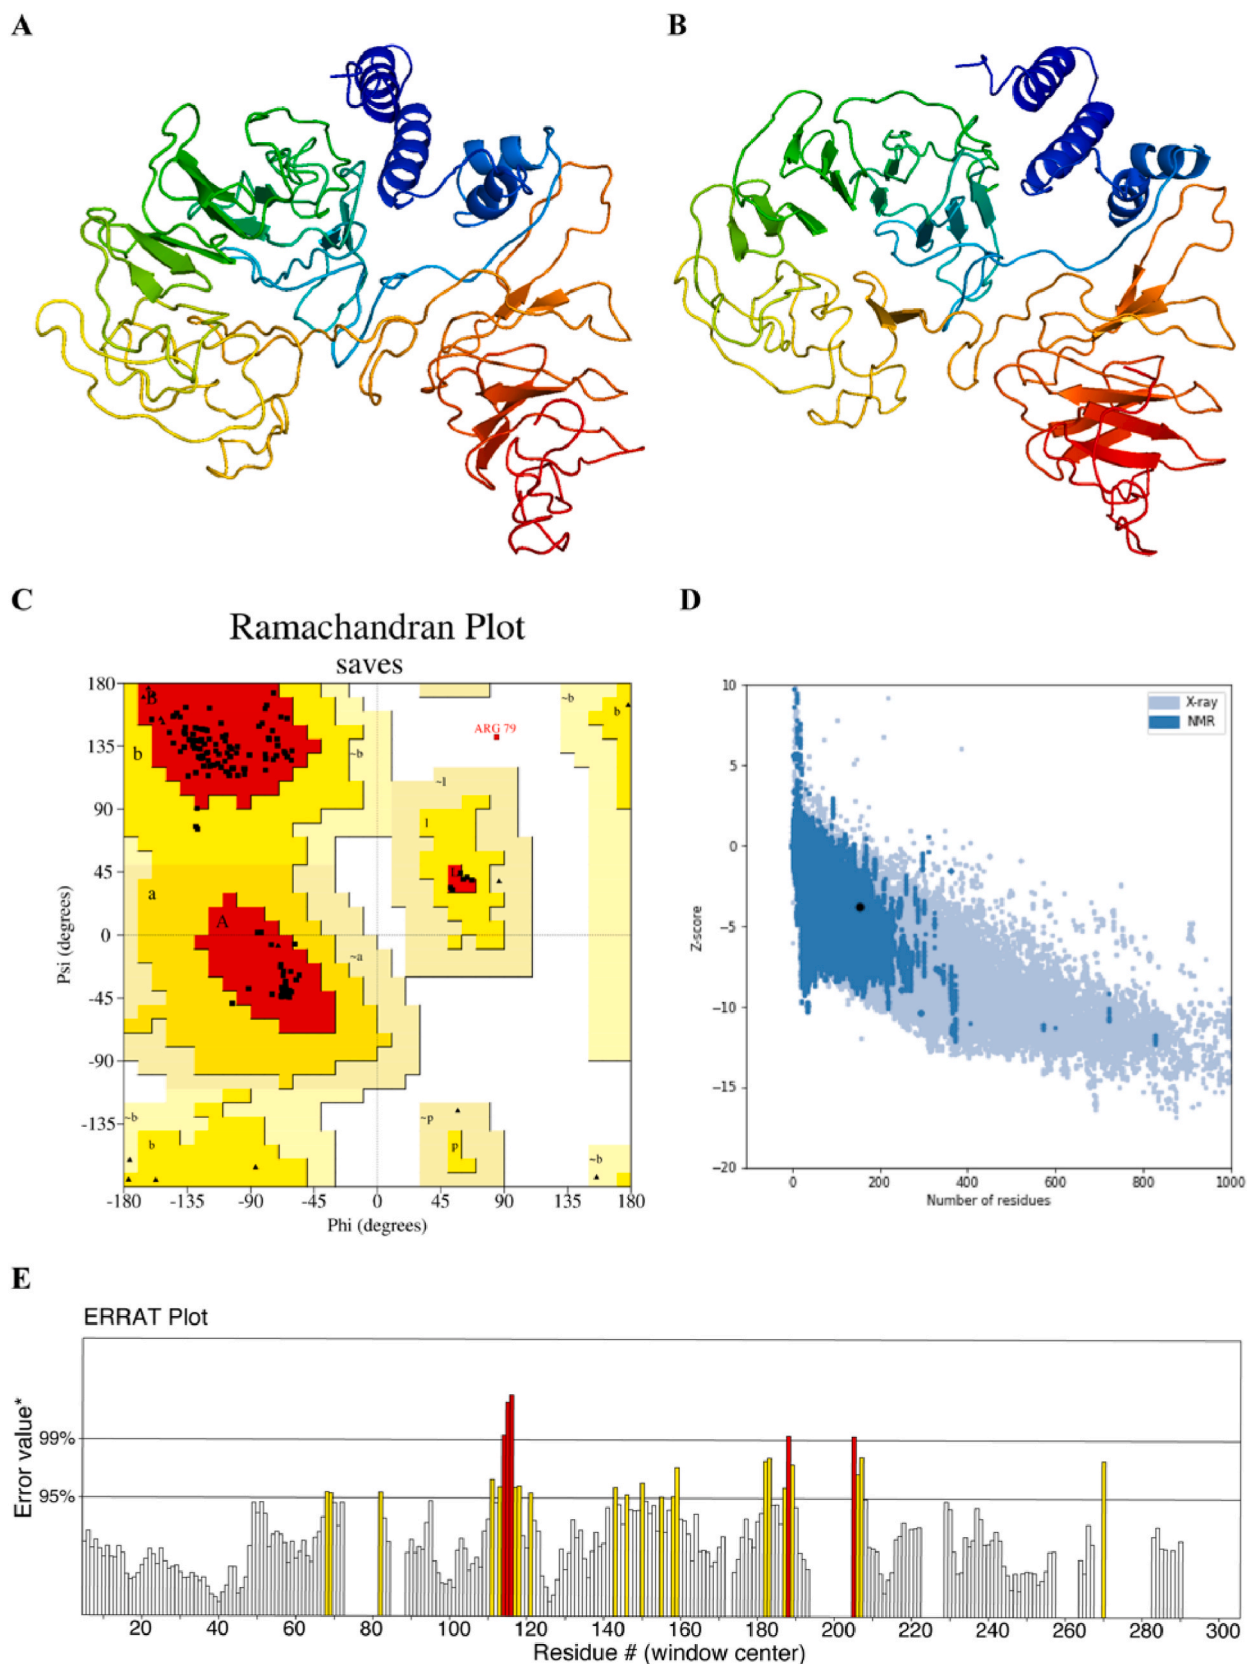 A
B
C
D
Ramachandran Plot
saves
180
135
90
45
0
-45
-90
-135
-180
-135
-90
-45
0
45
90
135
180
Psi (degrees)
Phi (degrees)
B
b
~b
a
A
~a
~l
l
L
ARG 79
~b
b
~b
b
~p
p
~b
10
5
0
−5
−10
−15
−20
0
200
400
600
800
1000
Z-score
Number of residues
X-ray
NMR
E
ERRAT Plot
Error value*
99%
95%
20
40
60
80
100
120
140
160
180
200
220
240
260
280
300
Residue # (window center)